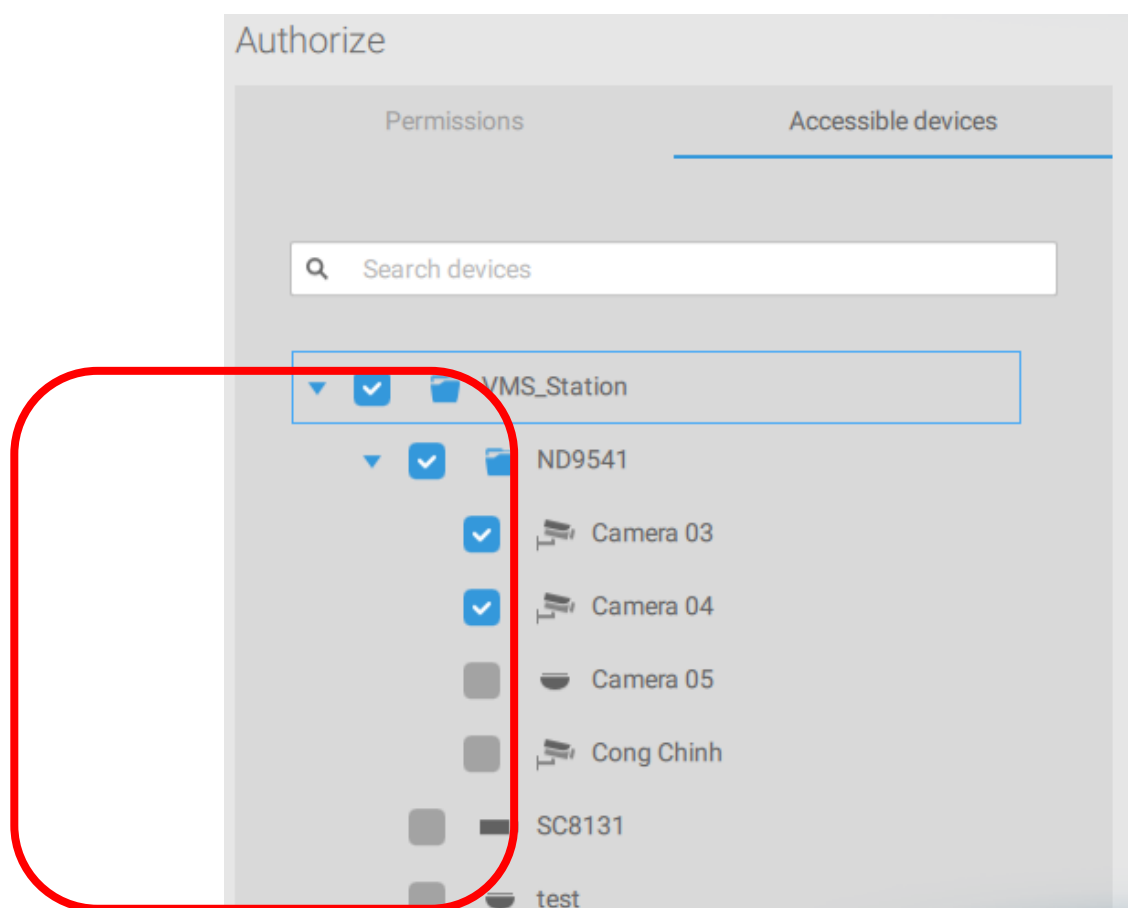 Authorize
Permissions Accessible devices
Search devices
VMS_Station
ND9541
Camera 03
Camera 04
Camera 05
Cong Chinh
SC8131
test